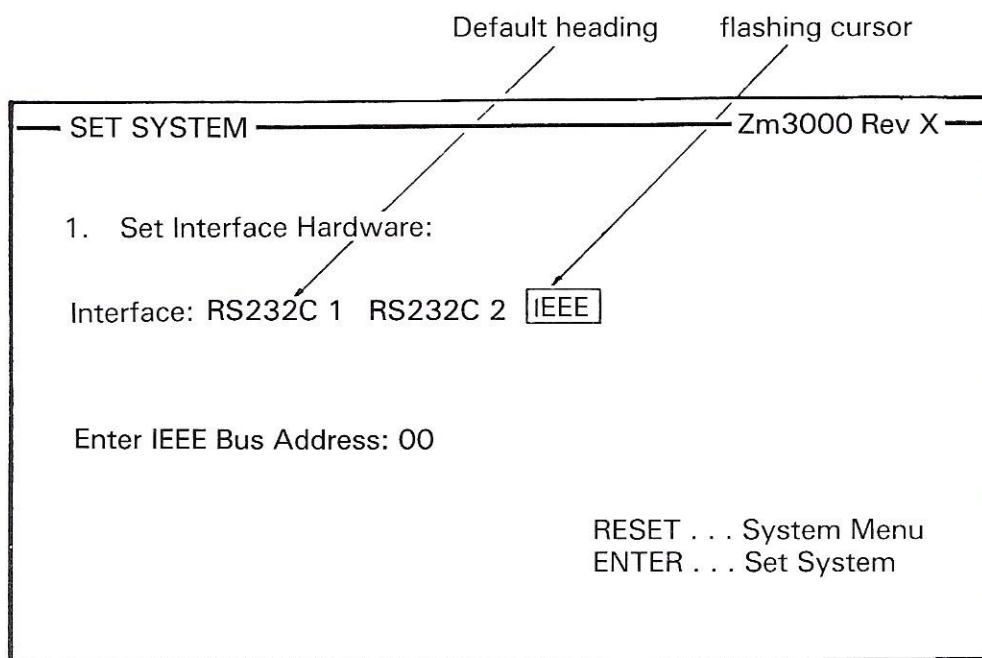 Default heading flashing cursor
SET SYSTEM Zm3000 Rev X
1. Set Interface Hardware:
Interface: RS232C 1 RS232C 2 IEEE
Enter IEEE Bus Address: 00
RESET . . . System Menu
ENTER . . . Set System